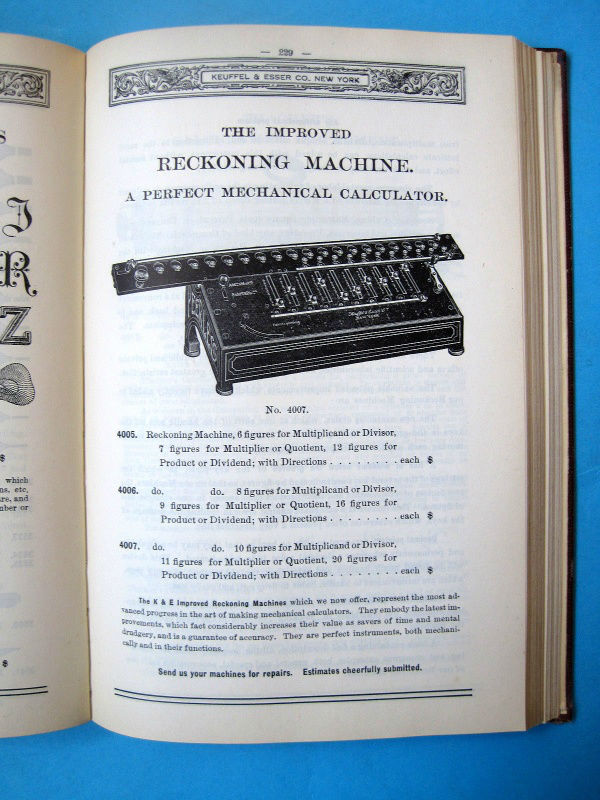 S
J
R
Z
$
which
ns, etc,
are, and
mber or
$
— 229 —
KEUFFEL & ESSER CO. NEW YORK
THE IMPROVED
RECKONING MACHINE.
A PERFECT MECHANICAL CALCULATOR.
No. 4007.
4005. Reckoning Machine, 6 figures for Multiplicand or Divisor,
7 figures for Multiplier or Quotient, 12 figures for
Product or Dividend; with Directions . . . . . . . . each $
4006. do. do. 8 figures for Multiplicand or Divisor,
9 figures for Multiplier or Quotient, 16 figures for
Product or Dividend; with Directions . . . . . . . . each $
4007. do. do. 10 figures for Multiplicand or Divisor,
11 figures for Multiplier or Quotient, 20 figures for
Product or Dividend; with Directions . . . . . . . . each $
The K & E Improved Reckoning Machines which we now offer, represent the most ad-
vanced progress in the art of making mechanical calculators. They embody the latest im-
provements, which fact considerably increases their value as savers of time and mental
drudgery, and is a guarantee of accuracy. They are perfect instruments, both mechani-
cally and in their functions.
Send us your machines for repairs. Estimates cheerfully submitted.